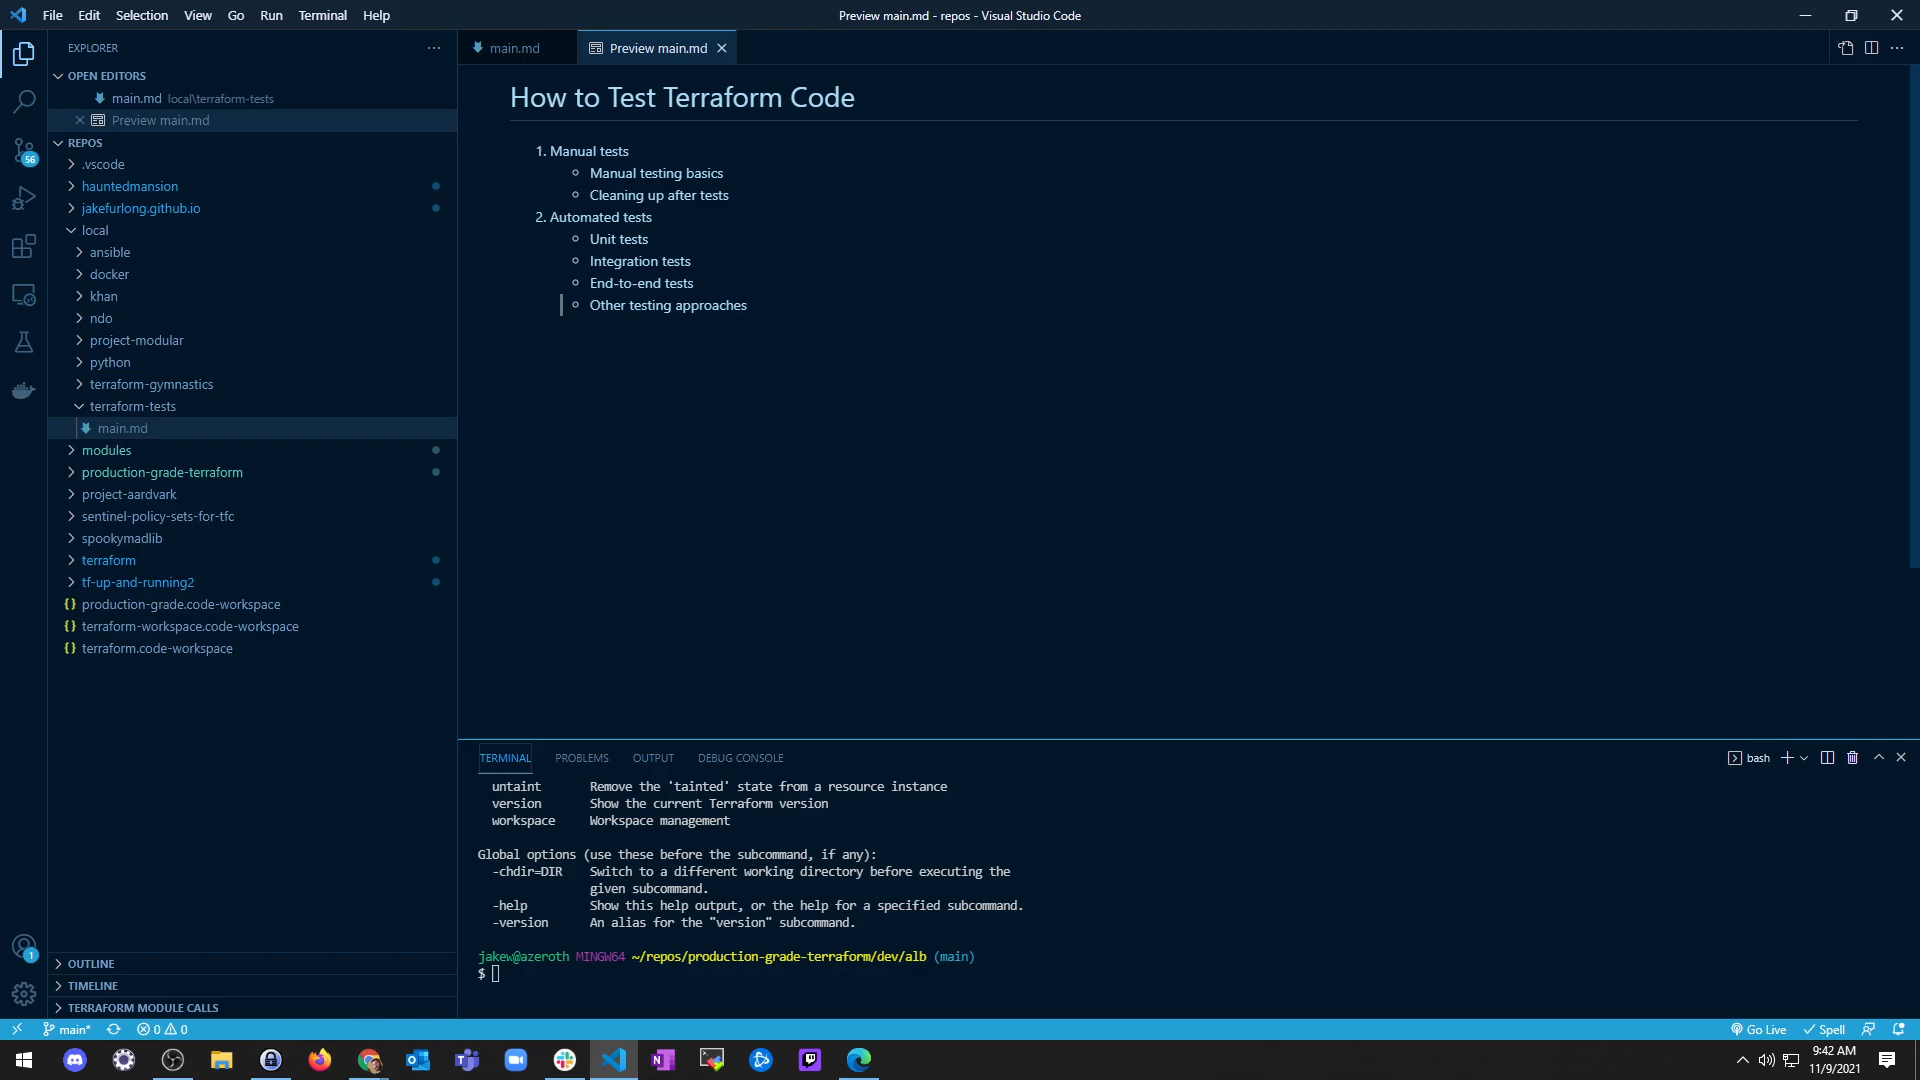 File Edit Selection View Go Run Terminal Help
Preview main.md - repos - Visual Studio Code
EXPLORER
main.md
Preview main.md
OPEN EDITORS
main.md local\terraform-tests
Preview main.md
REPOS
.vscode
hauntedmansion
jakefurlong.github.io
local
ansible
docker
khan
ndo
project-modular
python
terraform-gymnastics
terraform-tests
main.md
modules
production-grade-terraform
project-aardvark
sentinel-policy-sets-for-tfc
spookymadlib
terraform
tf-up-and-running2
{} production-grade.code-workspace
{} terraform-workspace.code-workspace
{} terraform.code-workspace
OUTLINE
TIMELINE
TERRAFORM MODULE CALLS
56
1
How to Test Terraform Code
1. Manual tests
Manual testing basics
Cleaning up after tests
2. Automated tests
Unit tests
Integration tests
End-to-end tests
Other testing approaches
TERMINAL PROBLEMS OUTPUT DEBUG CONSOLE
bash
untaint Remove the 'tainted' state from a resource instance
version Show the current Terraform version
workspace Workspace management
Global options (use these before the subcommand, if any):
-chdir=DIR Switch to a different working directory before executing the
given subcommand.
-help Show this help output, or the help for a specified subcommand.
-version An alias for the "version" subcommand.
jakew@azeroth MINGW64 ~/repos/production-grade-terraform/dev/alb (main)
$
main* 0 0
Go Live Spell
9:42 AM
11/9/2021